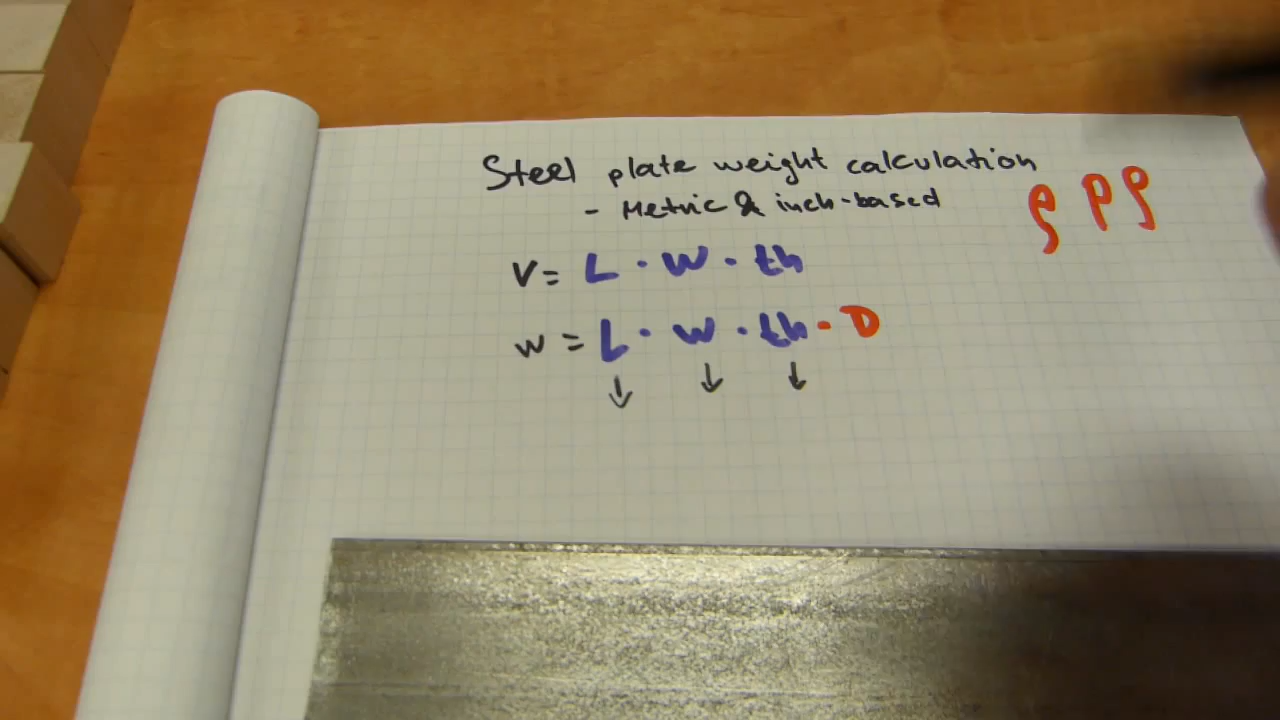 Steel plate weight calculation
- Metric & inch-based
ρ ρ ρ
V = L · W · th
w = L · w · th · D
↓ ↓ ↓